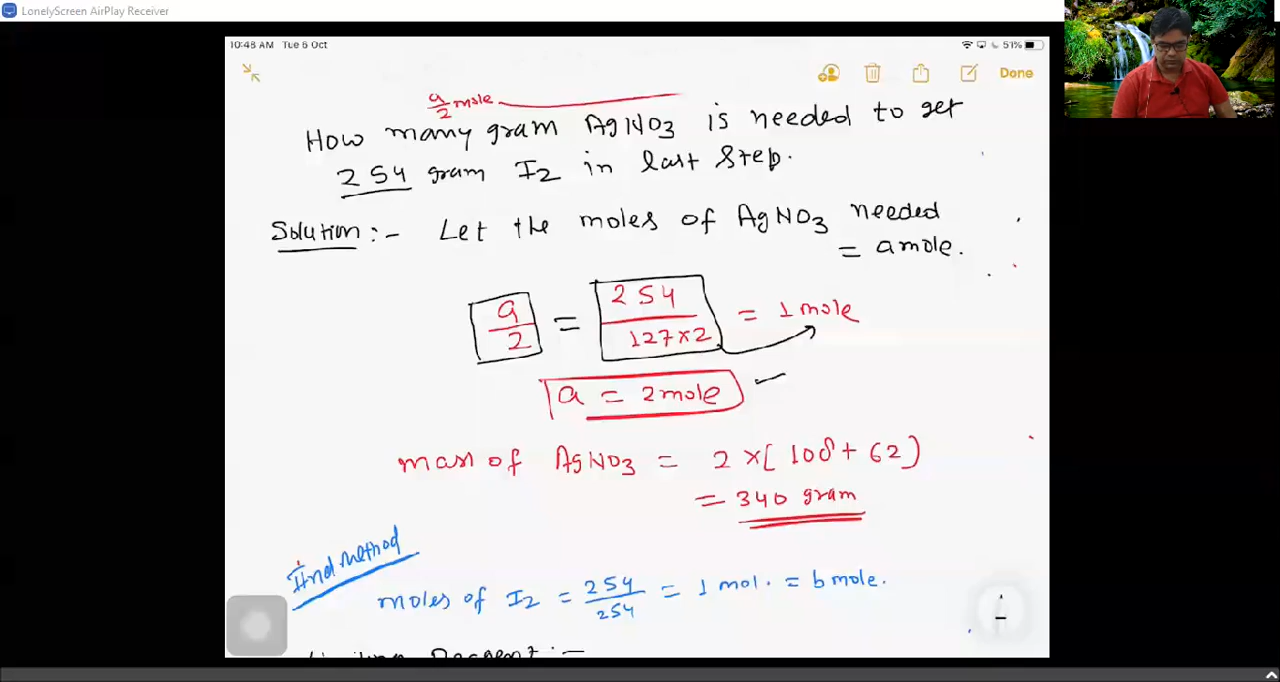 LonelyScreen AirPlay Receiver
10:48 AM Tue 6 Oct 51%
Done
a/2 mole
How many gram AgNO3 is needed to get
254 gram I2 in last step.
Solution :- Let the moles of AgNO3 needed
= a mole.
a/2 = 254/127×2 = 1 mole
a = 2 mole
mass of AgNO3 = 2 × [108 + 62]
= 340 gram
IInd method
moles of I2 = 254/254 = 1 mol. = b mole.
Reagent :-